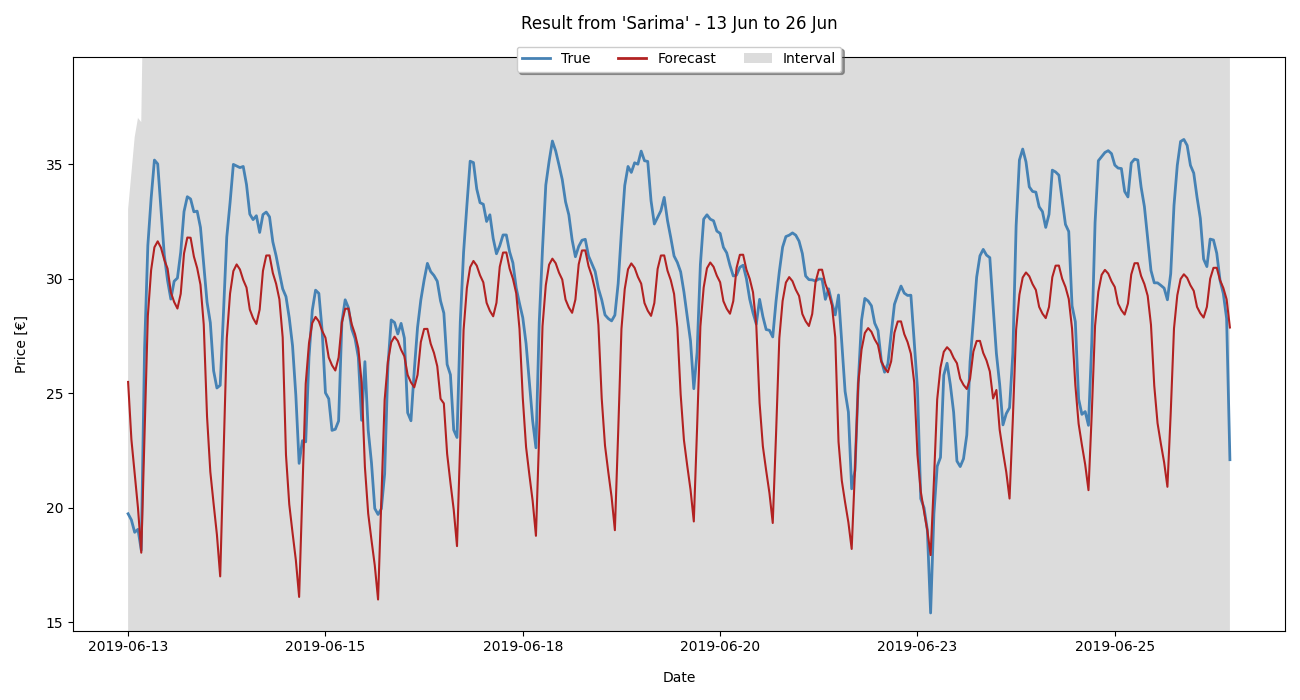 Result from 'Sarima' - 13 Jun to 26 Jun
True Forecast Interval
Price [€]
35
30
25
20
15
2019-06-13 2019-06-15 2019-06-18 2019-06-20 2019-06-23 2019-06-25
Date